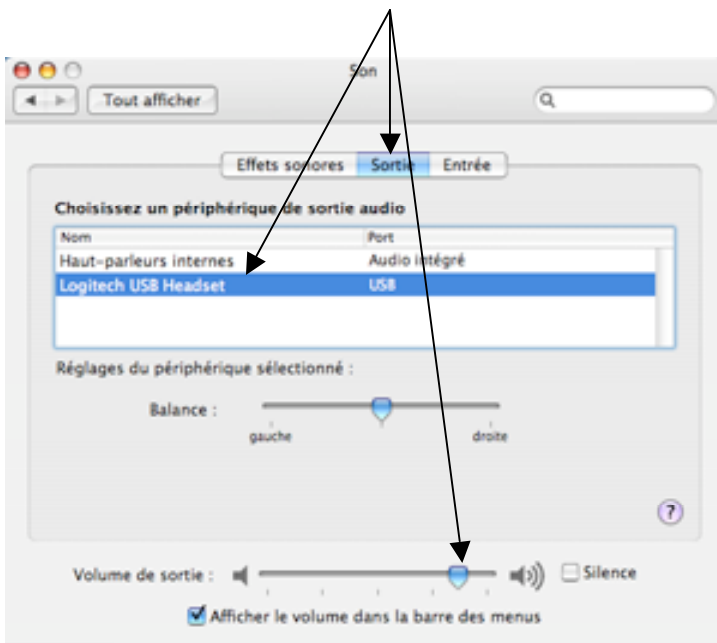 Son
Tout afficher
Effets sonores Sortie Entrée
Choisissez un périphérique de sortie audio
Nom Port
Haut-parleurs internes Audio intégré
Logitech USB Headset USB
Réglages du périphérique sélectionné :
Balance :
gauche droite
?
Volume de sortie : Silence
Afficher le volume dans la barre des menus